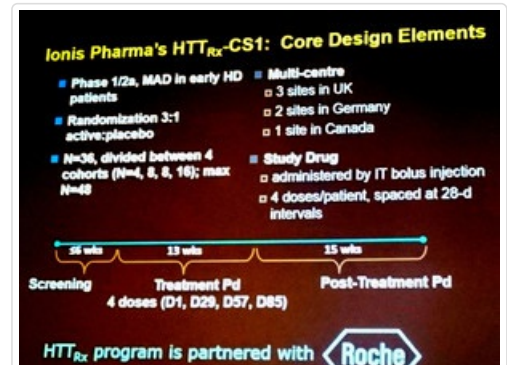 Ionis Pharma's HTTRx-CS1: Core Design Elements
Phase 1/2a, MAD in early HD
patients
Randomization 3:1
active:placebo
N=36, divided between 4
cohorts (N=4, 8, 8, 16); max
N=48
Multi-centre
3 sites in UK
2 sites in Germany
1 site in Canada
Study Drug
administered by IT bolus injection
4 doses/patient, spaced at 28-d
intervals
≤6 wks
13 wks
15 wks
Screening
Treatment Pd
4 doses (D1, D29, D57, D85)
Post-Treatment Pd
HTTRx program is partnered with
Roche